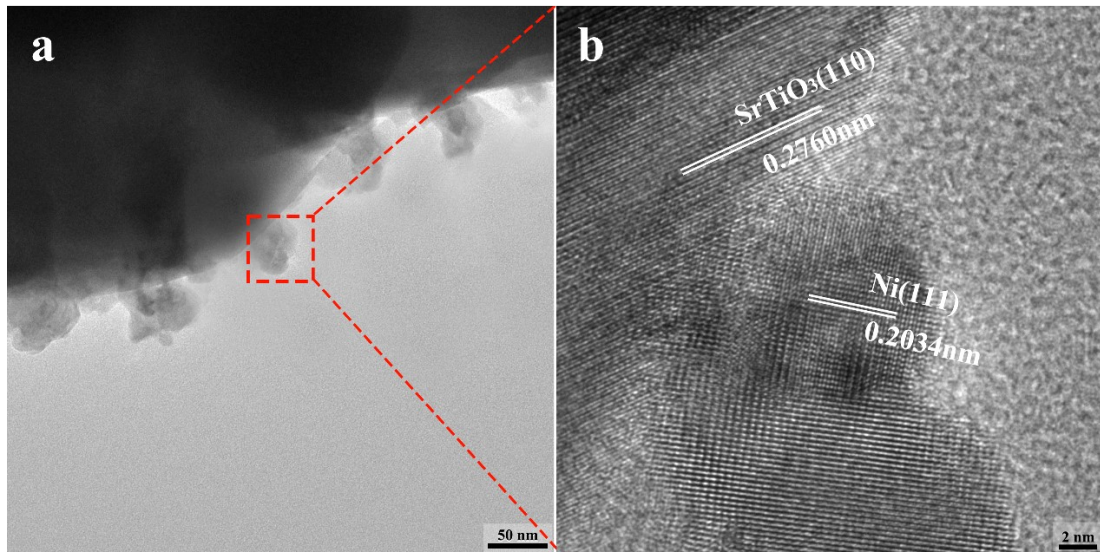 a
50 nm
b
SrTiO₃(110)
0.2760nm
Ni(111)
0.2034nm
2 nm